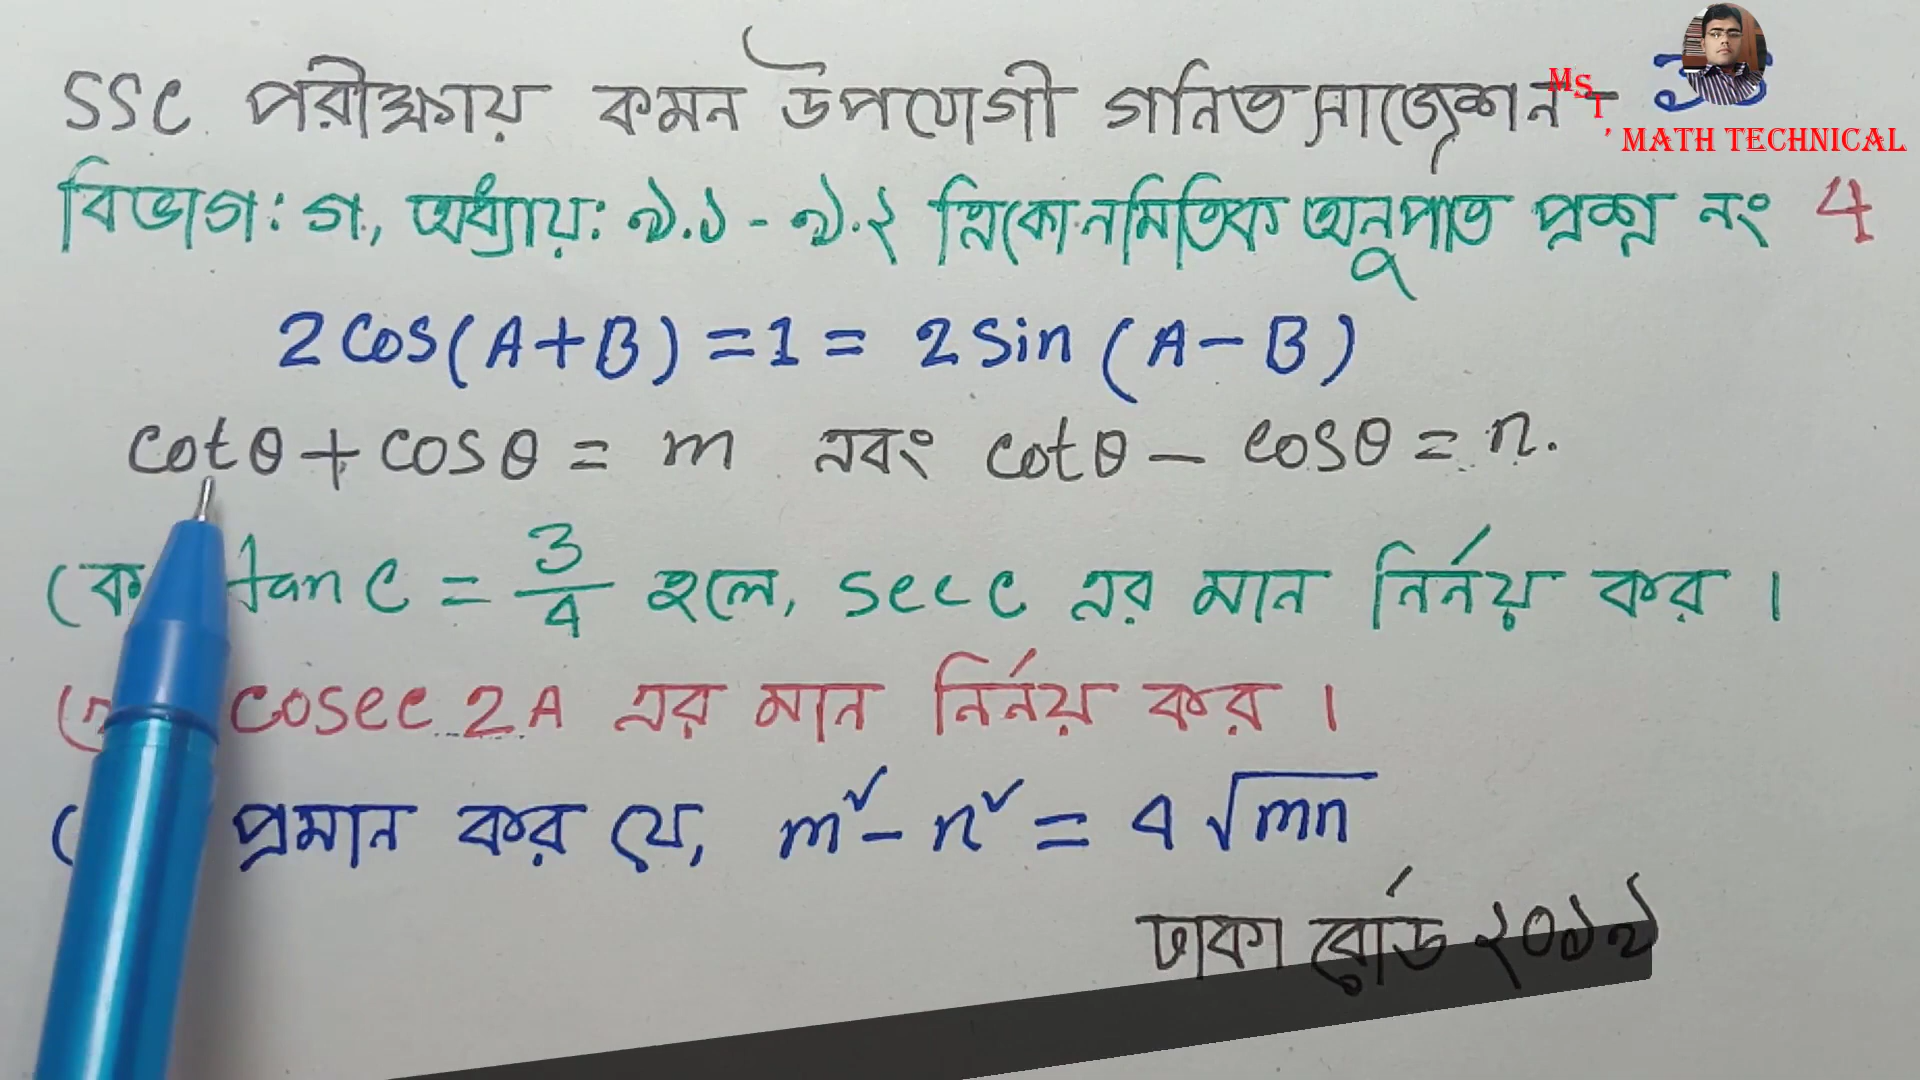 SSC পরীক্ষায় কমন উপযোগী গনিত সাজেশন -
MST' MATH TECHNICAL
বিভাগ: গ, অধ্যায়: ৯.১ - ৯.২ ত্রিকোনমিতিক অনুপাত প্রশ্ন নং 4
2cos(A+B) = 1 = 2sin(A-B)
cotθ + cosθ = m এবং cotθ - cosθ = n.
(ক tan C = 3/4 হলে, sec C এর মান নির্নয় কর।
( cosec 2A এর মান নির্নয় কর।
( প্রমান কর যে, m² - n² = 4√mn
ঢাকা বোর্ড